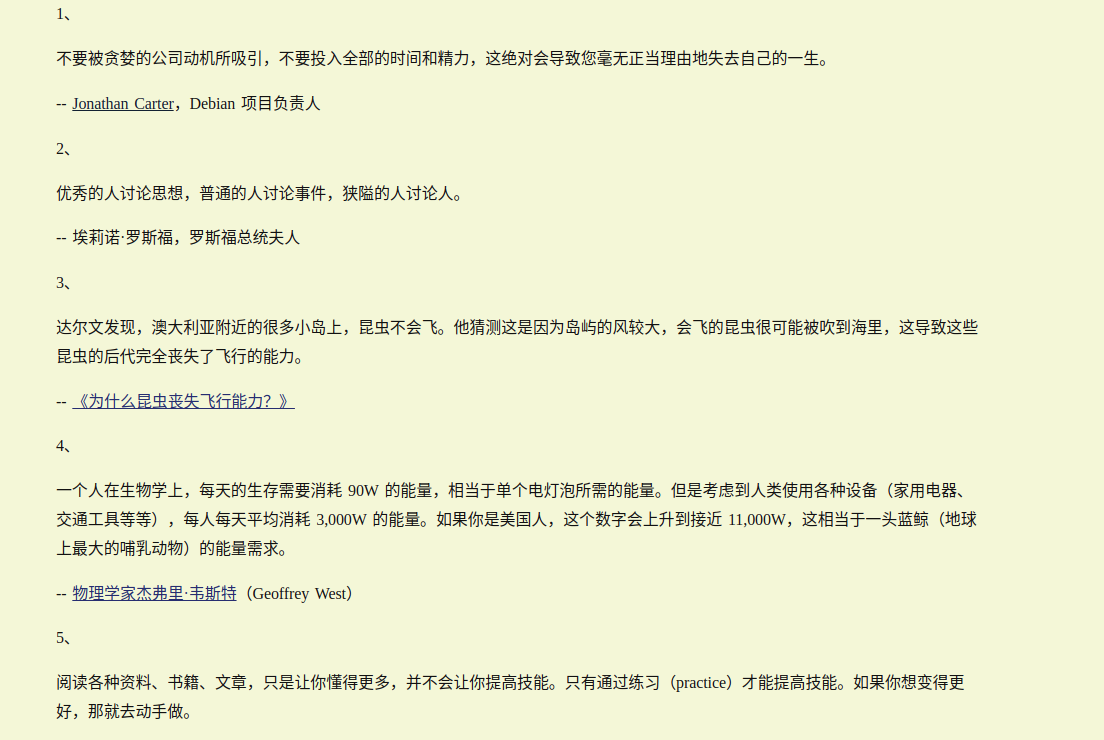 1、
不要被贪婪的公司动机所吸引，不要投入全部的时间和精力，这绝对会导致您毫无正当理由地失去自己的一生。
-- Jonathan Carter，Debian 项目负责人
2、
优秀的人讨论思想，普通的人讨论事件，狭隘的人讨论人。
-- 埃莉诺·罗斯福，罗斯福总统夫人
3、
达尔文发现，澳大利亚附近的很多小岛上，昆虫不会飞。他猜测这是因为岛屿的风较大，会飞的昆虫很可能被吹到海里，这导致这些
昆虫的后代完全丧失了飞行的能力。
-- 《为什么昆虫丧失飞行能力？》
4、
一个人在生物学上，每天的生存需要消耗 90W 的能量，相当于单个电灯泡所需的能量。但是考虑到人类使用各种设备（家用电器、
交通工具等等），每人每天平均消耗 3,000W 的能量。如果你是美国人，这个数字会上升到接近 11,000W，这相当于一头蓝鲸（地球
上最大的哺乳动物）的能量需求。
-- 物理学家杰弗里·韦斯特（Geoffrey West）
5、
阅读各种资料、书籍、文章，只是让你懂得更多，并不会让你提高技能。只有通过练习（practice）才能提高技能。如果你想变得更
好，那就去动手做。